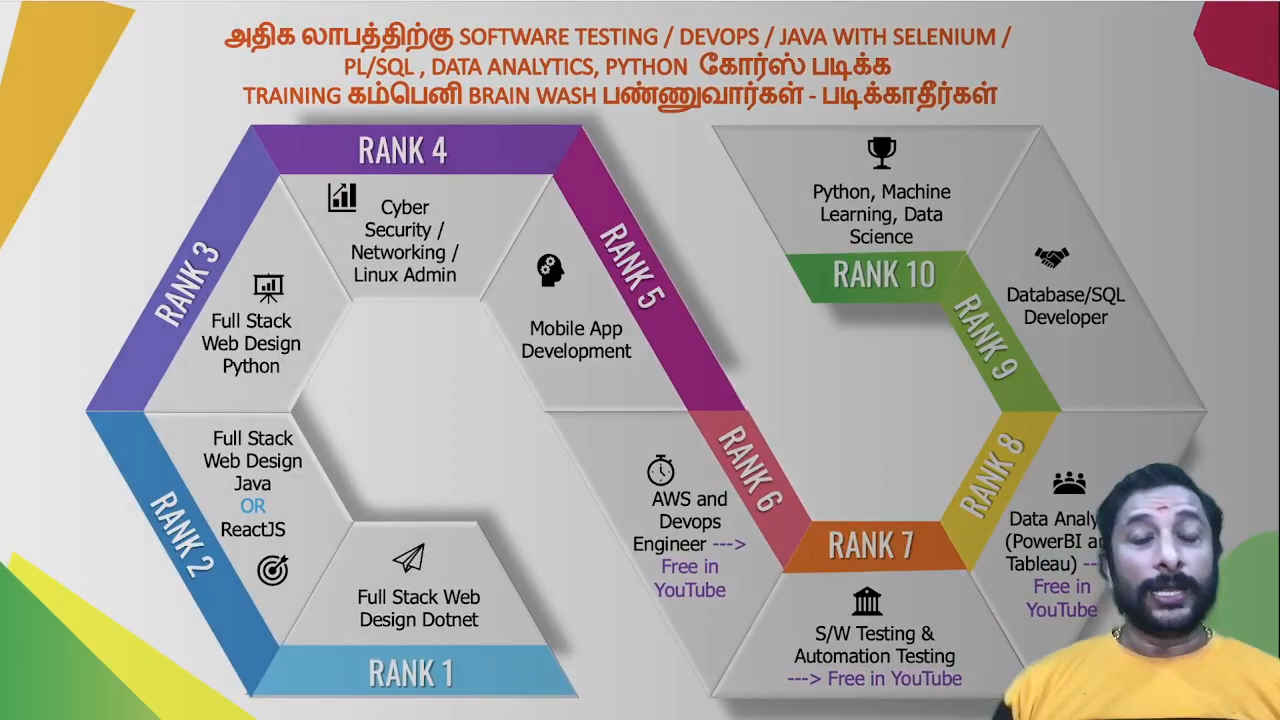 அதிக லாபத்திற்கு SOFTWARE TESTING / DEVOPS / JAVA WITH SELENIUM /
PL/SQL , DATA ANALYTICS, PYTHON கோர்ஸ் படிக்க
TRAINING கம்பெனி BRAIN WASH பண்ணுவார்கள் - படிக்காதீர்கள்
RANK 1
Full Stack Web
Design Dotnet
RANK 2
Full Stack
Web Design
Java
OR
ReactJS
RANK 3
Full Stack
Web Design
Python
RANK 4
Cyber
Security /
Networking /
Linux Admin
RANK 5
Mobile App
Development
RANK 6
AWS and
Devops
Engineer --->
Free in
YouTube
RANK 7
S/W Testing &
Automation Testing
---> Free in YouTube
RANK 8
Data
(PowerBI
Tableau) --
Free in
YouTube
RANK 9
Database/SQL
Developer
RANK 10
Python, Machine
Learning, Data
Science